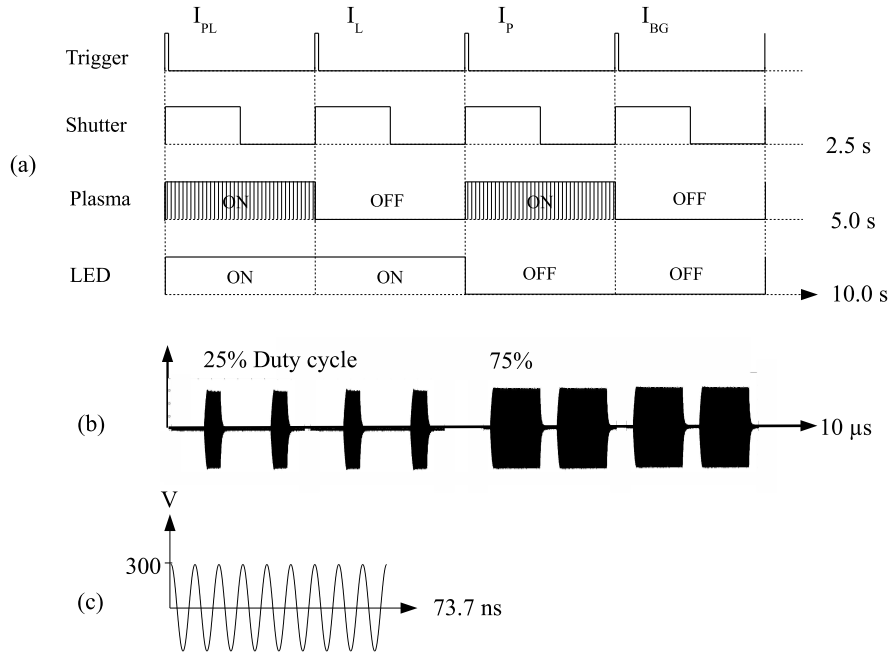 I_PL I_L I_P I_BG
Trigger
Shutter
2.5 s
(a)
Plasma ON OFF ON OFF
5.0 s
LED ON ON OFF OFF
10.0 s
25% Duty cycle 75%
(b)
10 µs
V
300
(c)
73.7 ns